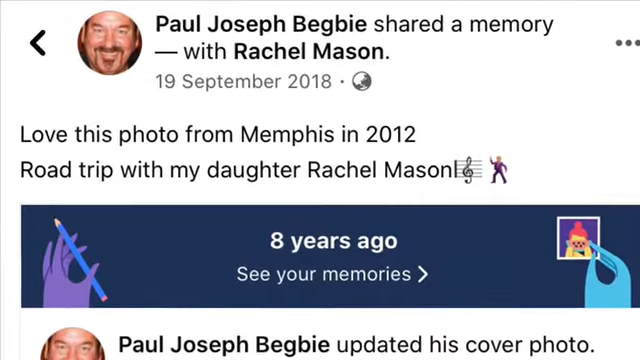 Paul Joseph Begbie shared a memory
— with Rachel Mason.
19 September 2018 ·
Love this photo from Memphis in 2012
Road trip with my daughter Rachel Mason!🎼🕺
8 years ago
See your memories
Paul Joseph Begbie updated his cover photo.